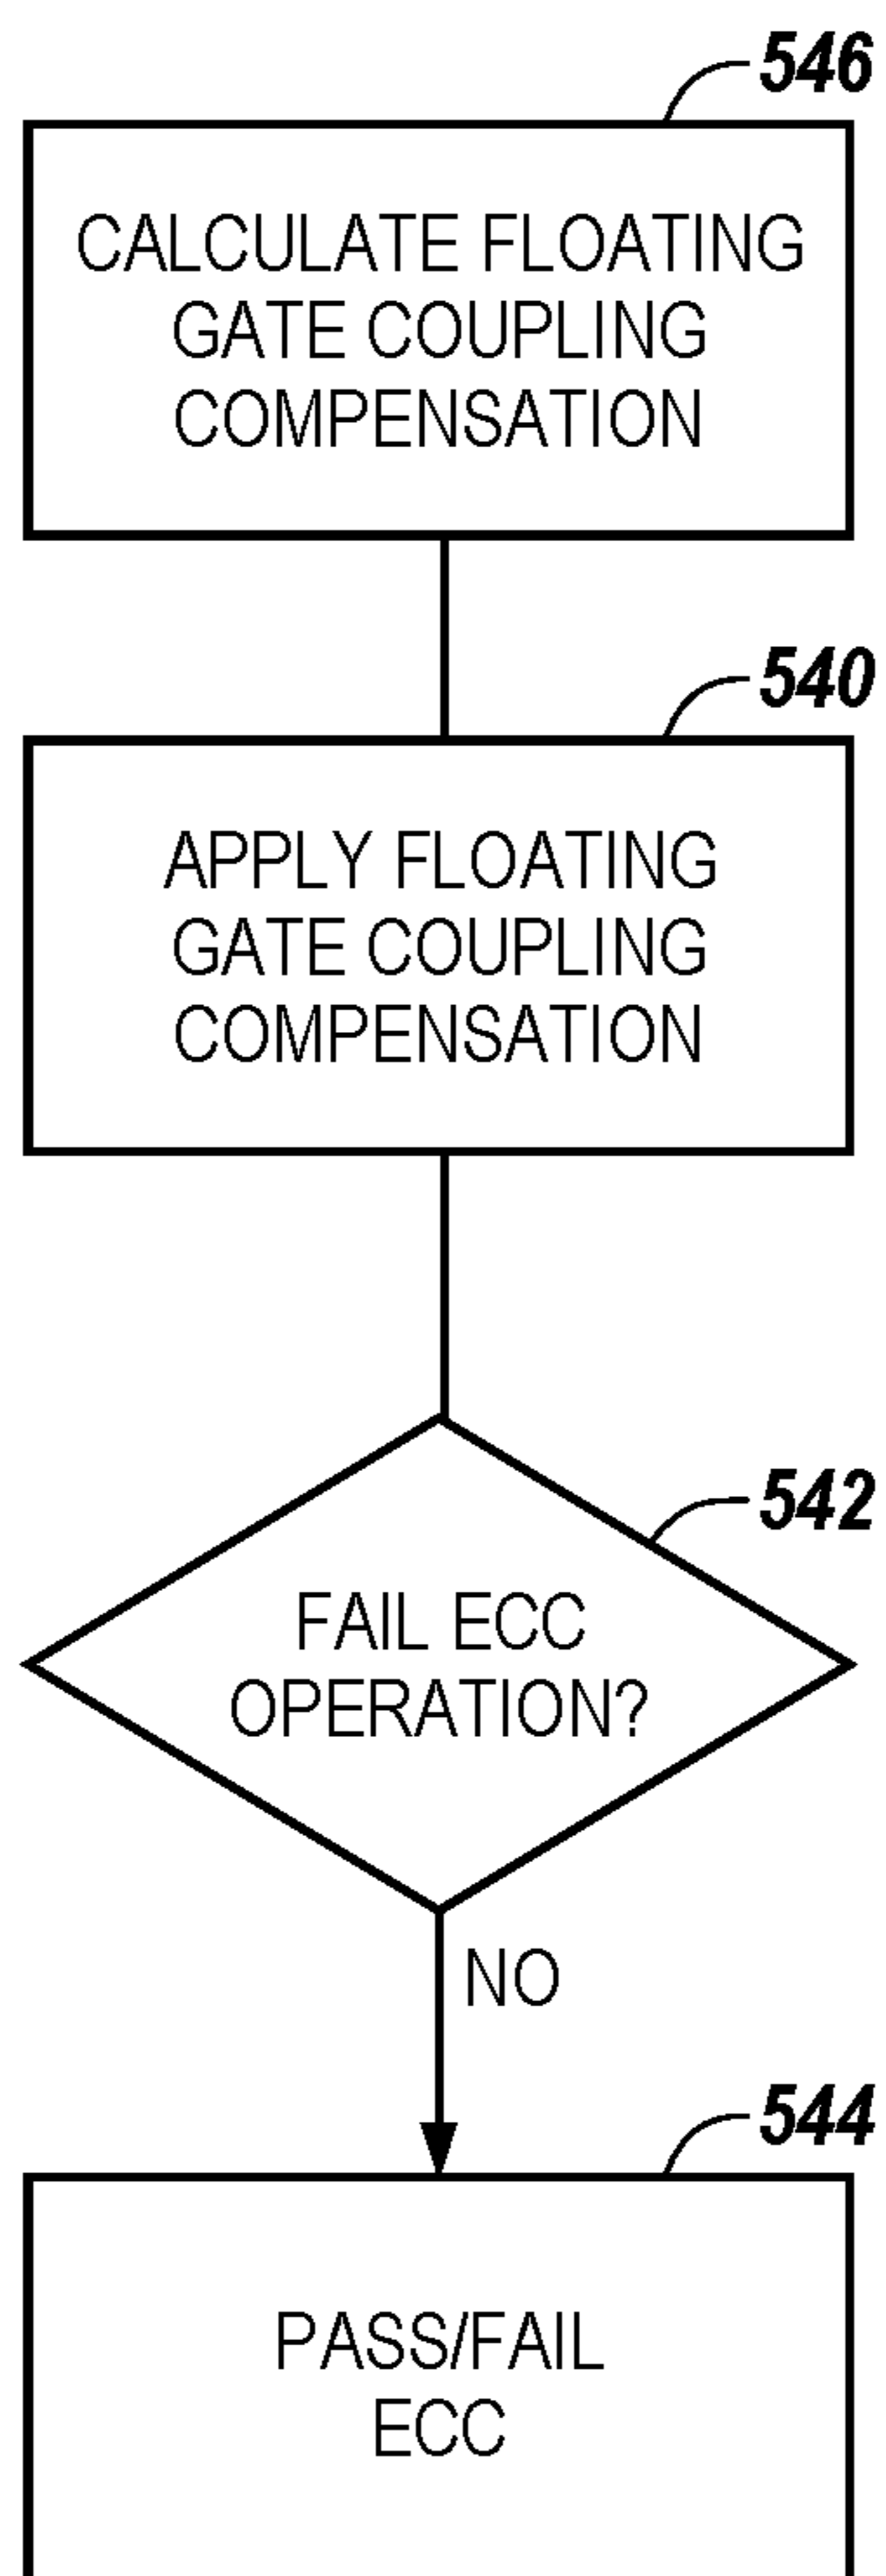 546
CALCULATE FLOATING
GATE COUPLING
COMPENSATION
540
APPLY FLOATING
GATE COUPLING
COMPENSATION
542
FAIL ECC
OPERATION?
NO
544
PASS/FAIL
ECC